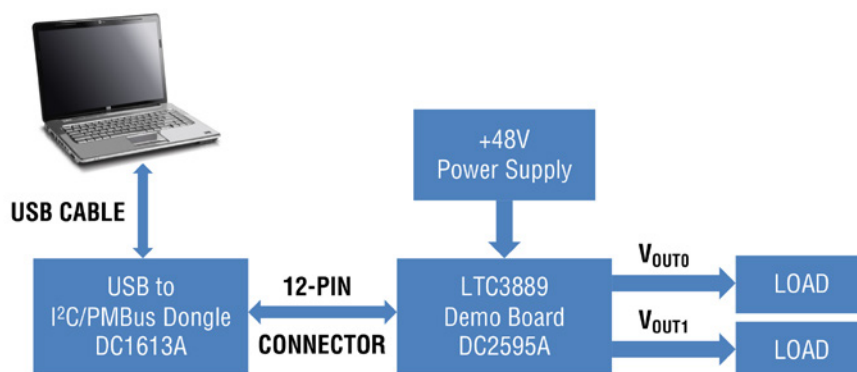 +48V
Power Supply
USB CABLE
USB to
I²C/PMBus Dongle
DC1613A
12-PIN
CONNECTOR
LTC3889
Demo Board
DC2595A
VOUT0
LOAD
VOUT1
LOAD